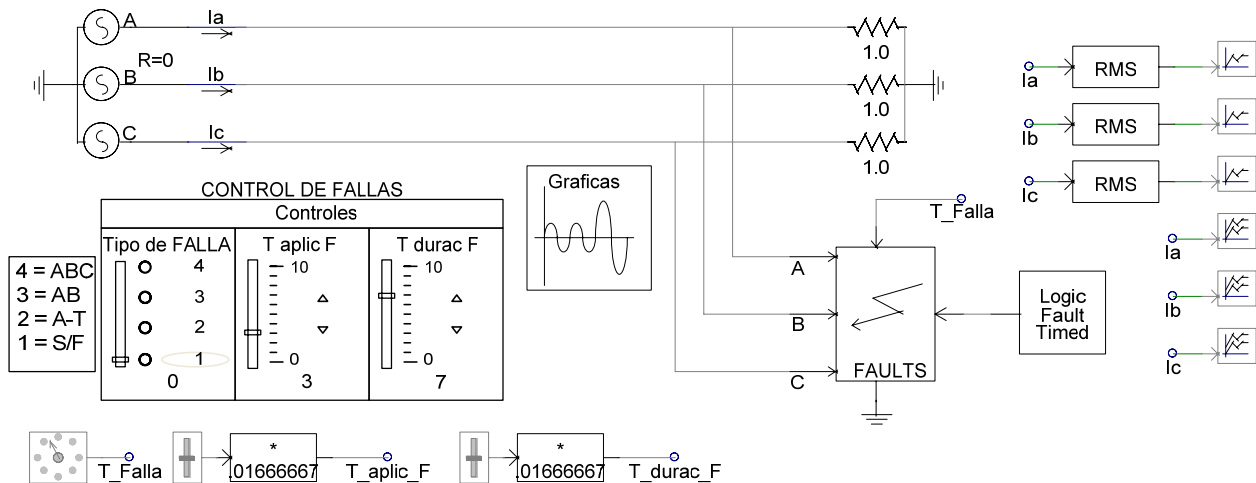 A
Ia
R=0
B
Ib
C
Ic
1.0
1.0
1.0
Ia
RMS
Ib
RMS
Ic
RMS
Ia
Ib
Ic
CONTROL DE FALLAS
Controles
Tipo de FALLA
T aplic F
T durac F
4
3
2
1
0
10
0
3
10
0
7
4 = ABC
3 = AB
2 = A-T
1 = S/F
Graficas
T_Falla
A
B
C
FAULTS
Logic
Fault
Timed
T_Falla
*
.01666667
T_aplic_F
*
.01666667
T_durac_F